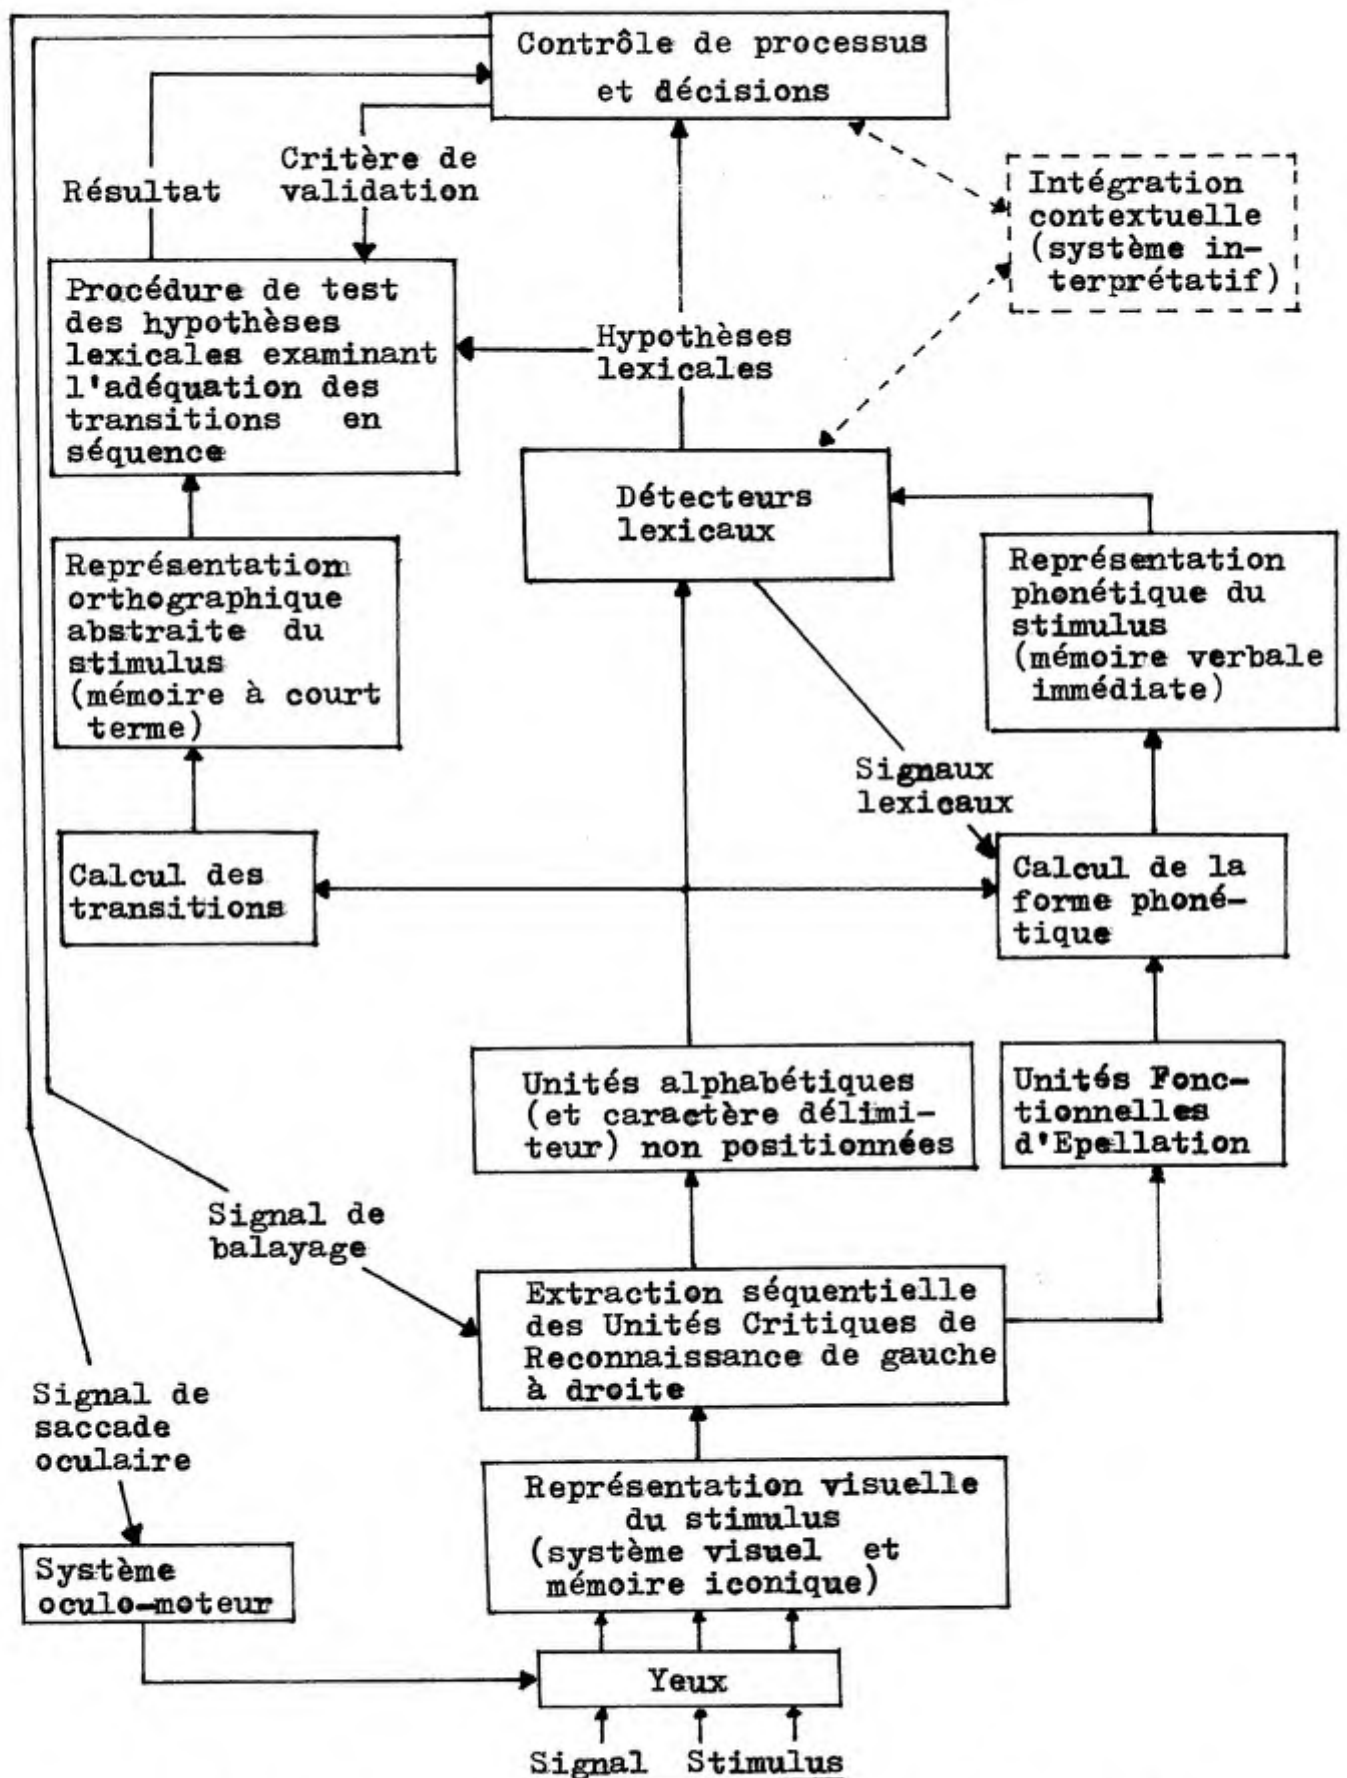 Contrôle de processus
et décisions
Critère de
validation
Résultat
Intégration
contextuelle
(système in-
terprétatif)
Procédure de test
des hypothèses
lexicales examinant
l'adéquation des
transitions en
séquence
Hypothèses
lexicales
Détecteurs
lexicaux
Représentation
orthographique
abstraite du
stimulus
(mémoire à court
terme)
Représentation
phonétique du
stimulus
(mémoire verbale
immédiate)
Signaux
lexicaux
Calcul des
transitions
Calcul de la
forme phoné-
tique
Unités alphabétiques
(et caractère délimi-
teur) non positionnées
Unités Fonc-
tionnelles
d'Epellation
Signal de
balayage
Extraction séquentielle
des Unités Critiques de
Reconnaissance de gauche
à droite
Signal de
saccade
oculaire
Représentation visuelle
du stimulus
(système visuel et
mémoire iconique)
Système
oculo-moteur
Yeux
Signal Stimulus